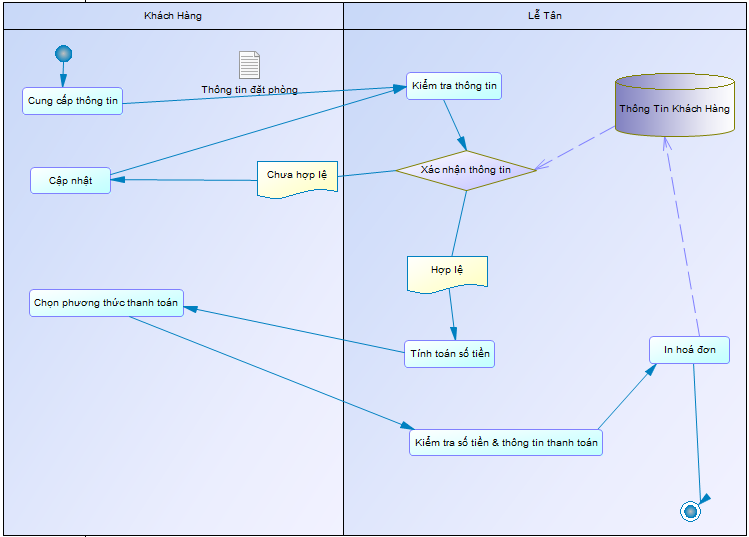 Khách Hàng
Lễ Tân
Thông tin đặt phòng
Kiểm tra thông tin
Cung cấp thông tin
Thông Tin Khách Hàng
Cập nhật
Chưa hợp lệ
Xác nhận thông tin
Hợp lệ
Chọn phương thức thanh toán
Tính toán số tiền
In hoá đơn
Kiểm tra số tiền & thông tin thanh toán